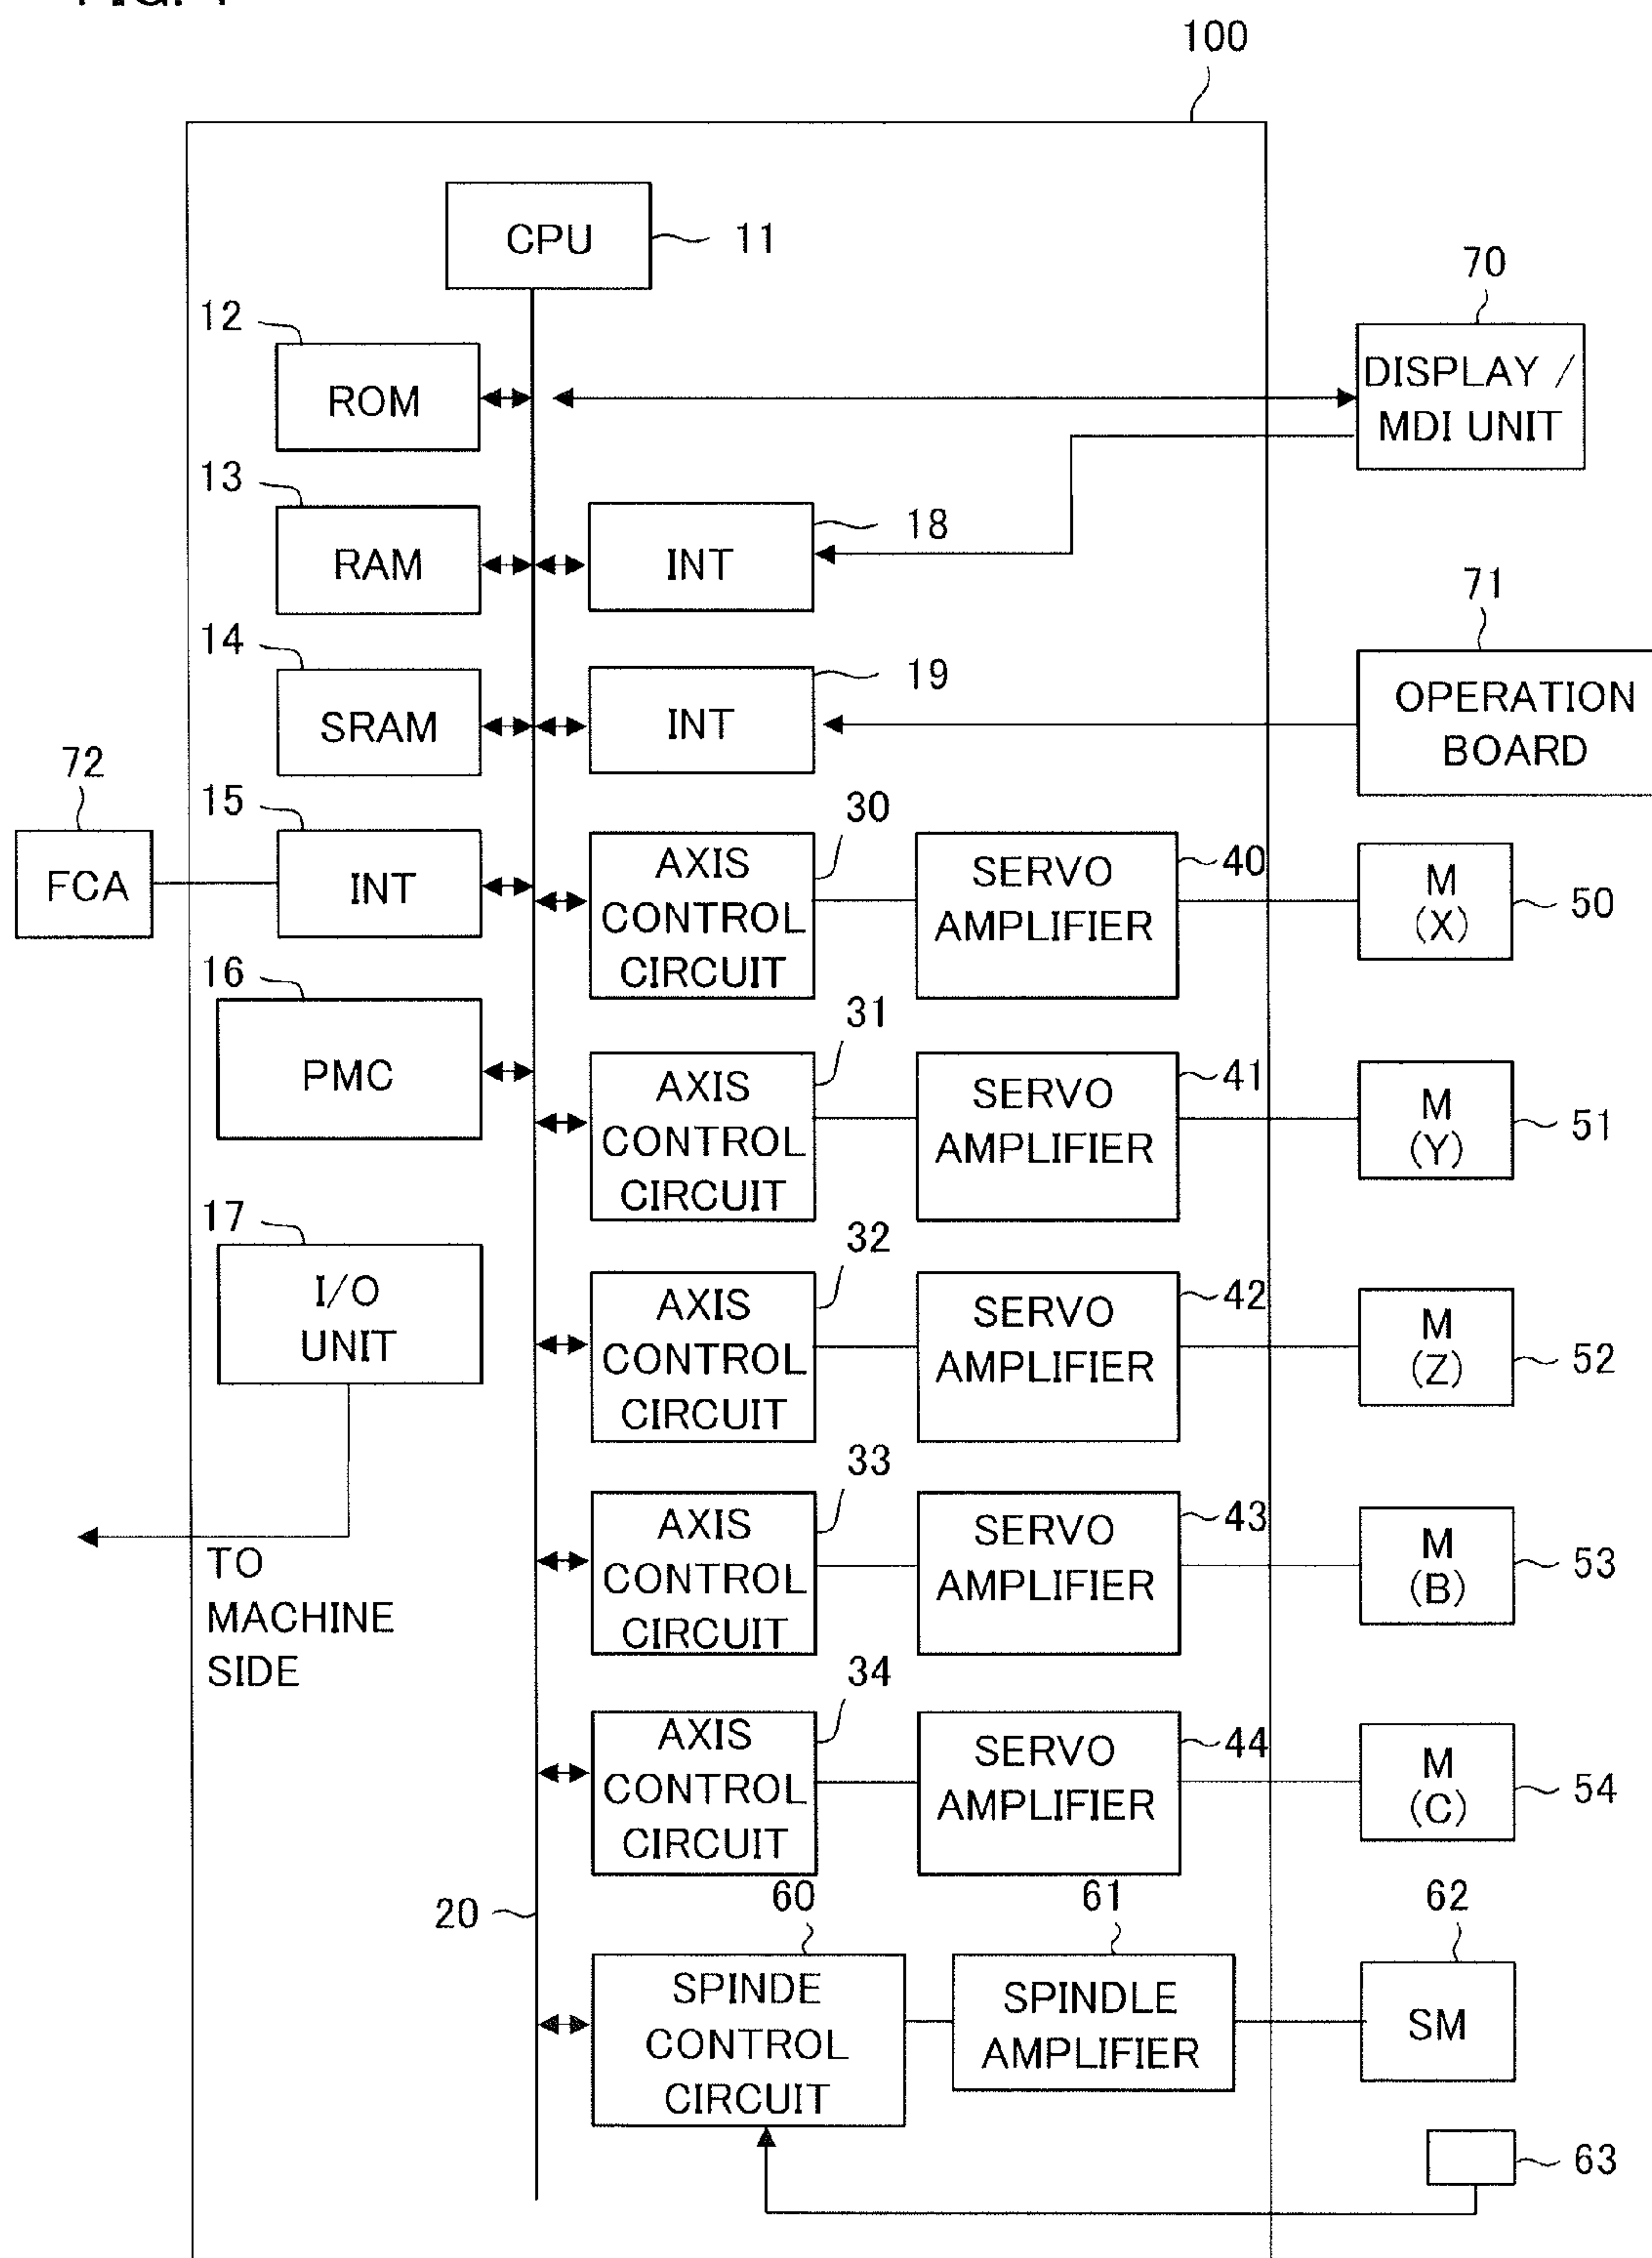 100
CPU
11
70
12
ROM
DISPLAY /
MDI UNIT
13
RAM
18
INT
71
14
SRAM
19
INT
OPERATION
BOARD
72
FCA
15
INT
30
AXIS
CONTROL
CIRCUIT
SERVO
AMPLIFIER
40
M
(X)
50
16
PMC
31
AXIS
CONTROL
CIRCUIT
SERVO
AMPLIFIER
41
M
(Y)
51
17
I/O
UNIT
32
AXIS
CONTROL
CIRCUIT
SERVO
AMPLIFIER
42
M
(Z)
52
TO
MACHINE
SIDE
33
AXIS
CONTROL
CIRCUIT
SERVO
AMPLIFIER
43
M
(B)
53
34
AXIS
CONTROL
CIRCUIT
SERVO
AMPLIFIER
44
M
(C)
54
20
60
SPINDE
CONTROL
CIRCUIT
61
SPINDLE
AMPLIFIER
62
SM
63